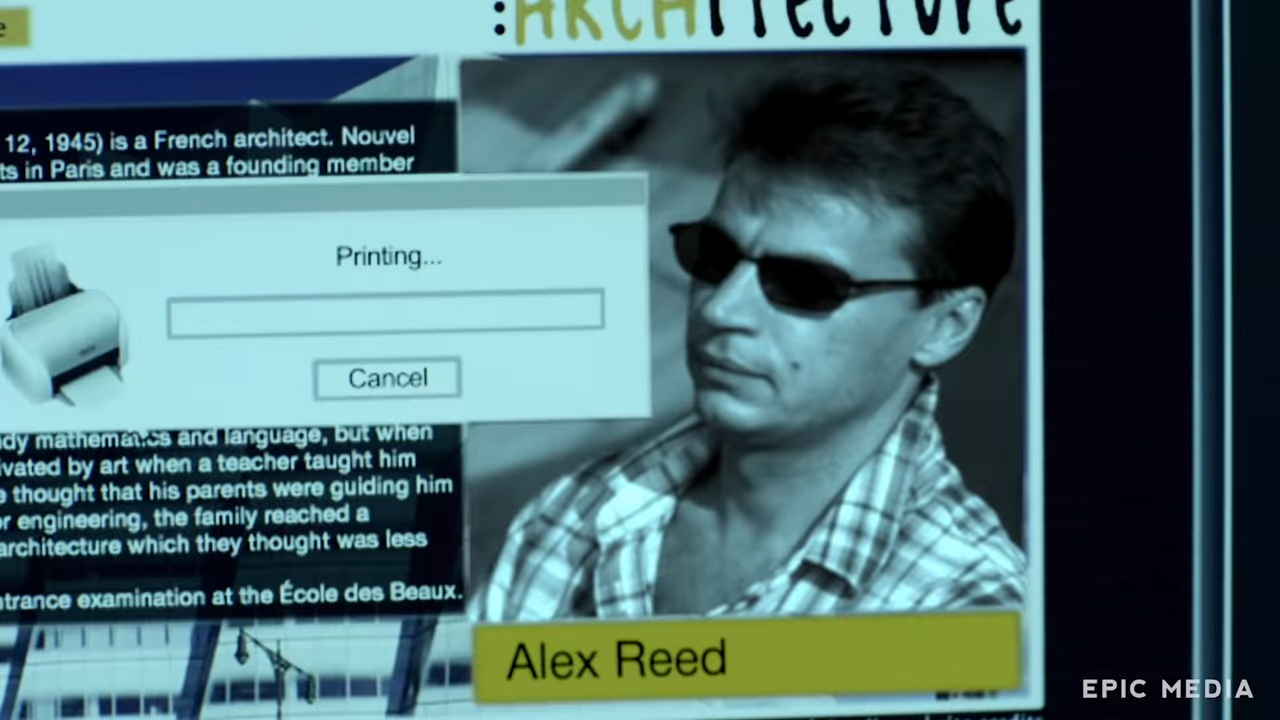 e
:ARCHITECTURE
12, 1945) is a French architect. Nouvel
ts in Paris and was a founding member
Printing...
Cancel
dy mathematics and language, but when
ivated by art when a teacher taught him
e thought that his parents were guiding him
or engineering, the family reached a
architecture which they thought was less
ntrance examination at the École des Beaux.
Alex Reed
EPIC MEDIA